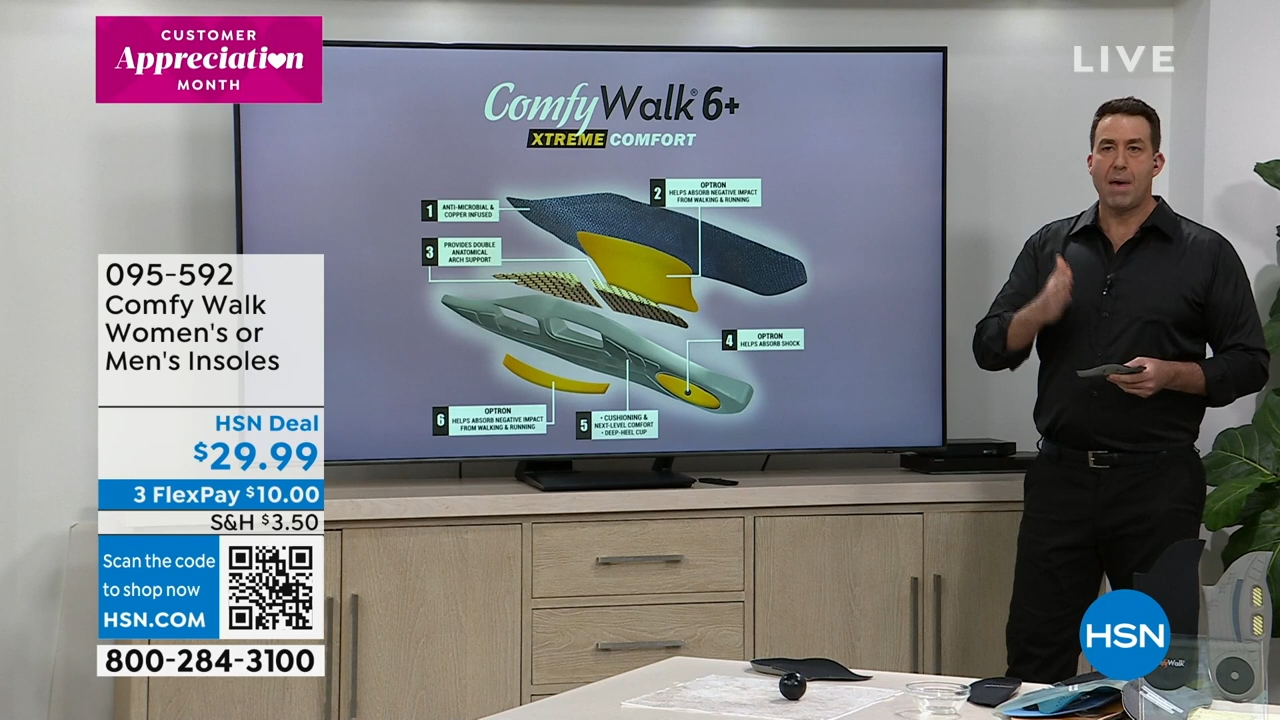 CUSTOMER
Appreciation
MONTH
LIVE
ComfyWalk® 6+
XTREME COMFORT
1 ANTI-MICROBIAL &
COPPER INFUSED
2 OPTRON
HELPS ABSORB NEGATIVE IMPACT
FROM WALKING & RUNNING
3 PROVIDES DOUBLE
ANATOMICAL
ARCH SUPPORT
4 OPTRON
HELPS ABSORB SHOCK
6 OPTRON
HELPS ABSORB NEGATIVE IMPACT
FROM WALKING & RUNNING
5 • CUSHIONING &
NEXT-LEVEL COMFORT
• DEEP-HEEL CUP
095-592
Comfy Walk
Women's or
Men's Insoles
HSN Deal
$29.99
3 FlexPay $10.00
S&H $3.50
Scan the code
to shop now
HSN.COM
800-284-3100
HSN